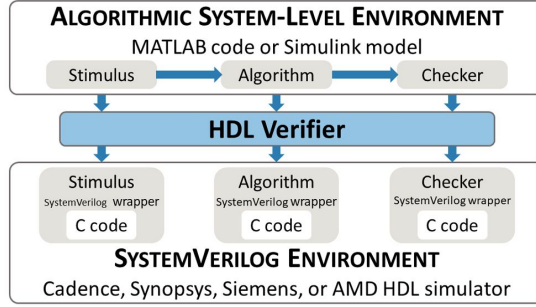 ALGORITHMIC SYSTEM-LEVEL ENVIRONMENT
MATLAB code or Simulink model
Stimulus Algorithm Checker
HDL Verifier
Stimulus Algorithm Checker
SystemVerilog wrapper SystemVerilog wrapper SystemVerilog wrapper
C code C code C code
SYSTEMVERILOG ENVIRONMENT
Cadence, Synopsys, Siemens, or AMD HDL simulator